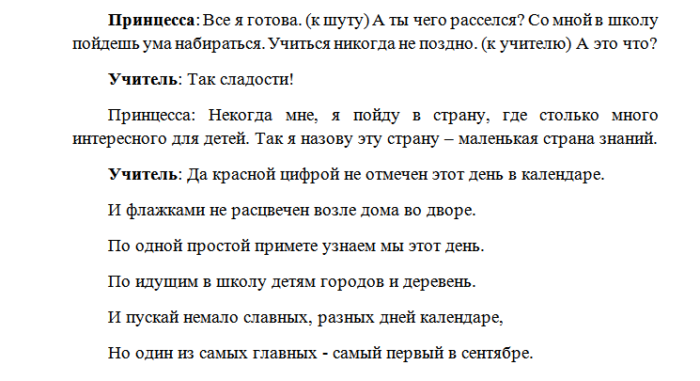 Принцесса: Все я готова. (к шуту) А ты чего расселся? Со мной в школу
пойдешь ума набираться. Учиться никогда не поздно. (к учителю) А это что?
Учитель: Так сладости!
Принцесса: Некогда мне, я пойду в страну, где столько много
интересного для детей. Так я назову эту страну – маленькая страна знаний.
Учитель: Да красной цифрой не отмечен этот день в календаре.
И флажками не расцвечен возле дома во дворе.
По одной простой примете узнаем мы этот день.
По идущим в школу детям городов и деревень.
И пускай немало славных, разных дней календаре,
Но один из самых главных - самый первый в сентябре.